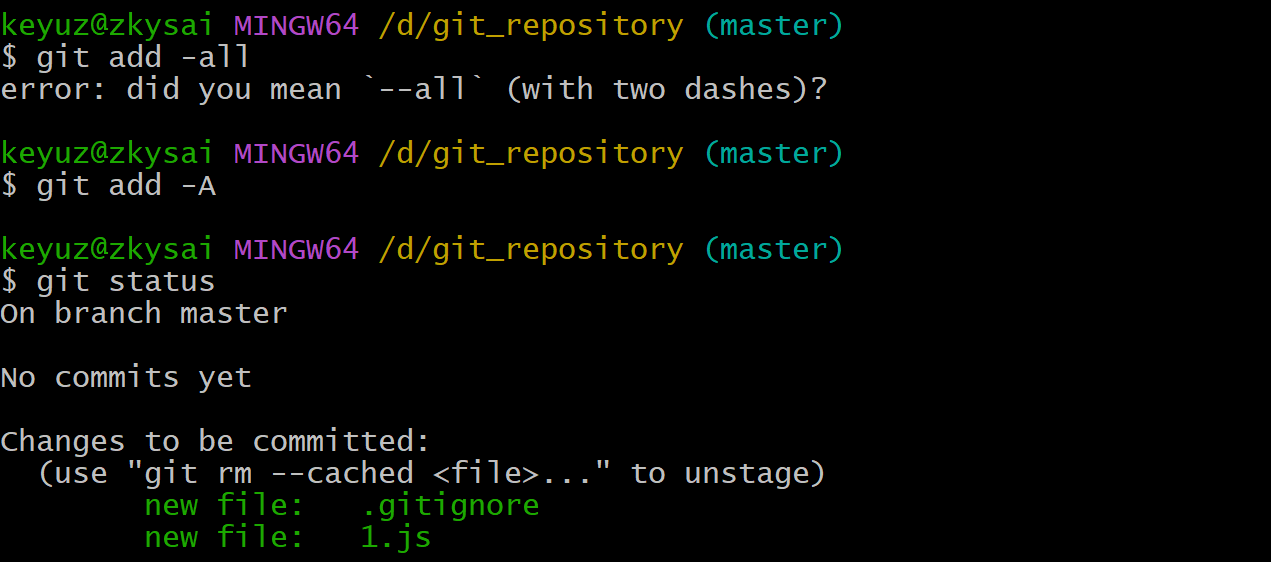 keyuz@zkysai MINGW64 /d/git_repository (master)
$ git add -all
error: did you mean `--all` (with two dashes)?
keyuz@zkysai MINGW64 /d/git_repository (master)
$ git add -A
keyuz@zkysai MINGW64 /d/git_repository (master)
$ git status
On branch master
No commits yet
Changes to be committed:
  (use "git rm --cached <file>..." to unstage)
        new file:   .gitignore
        new file:   1.js